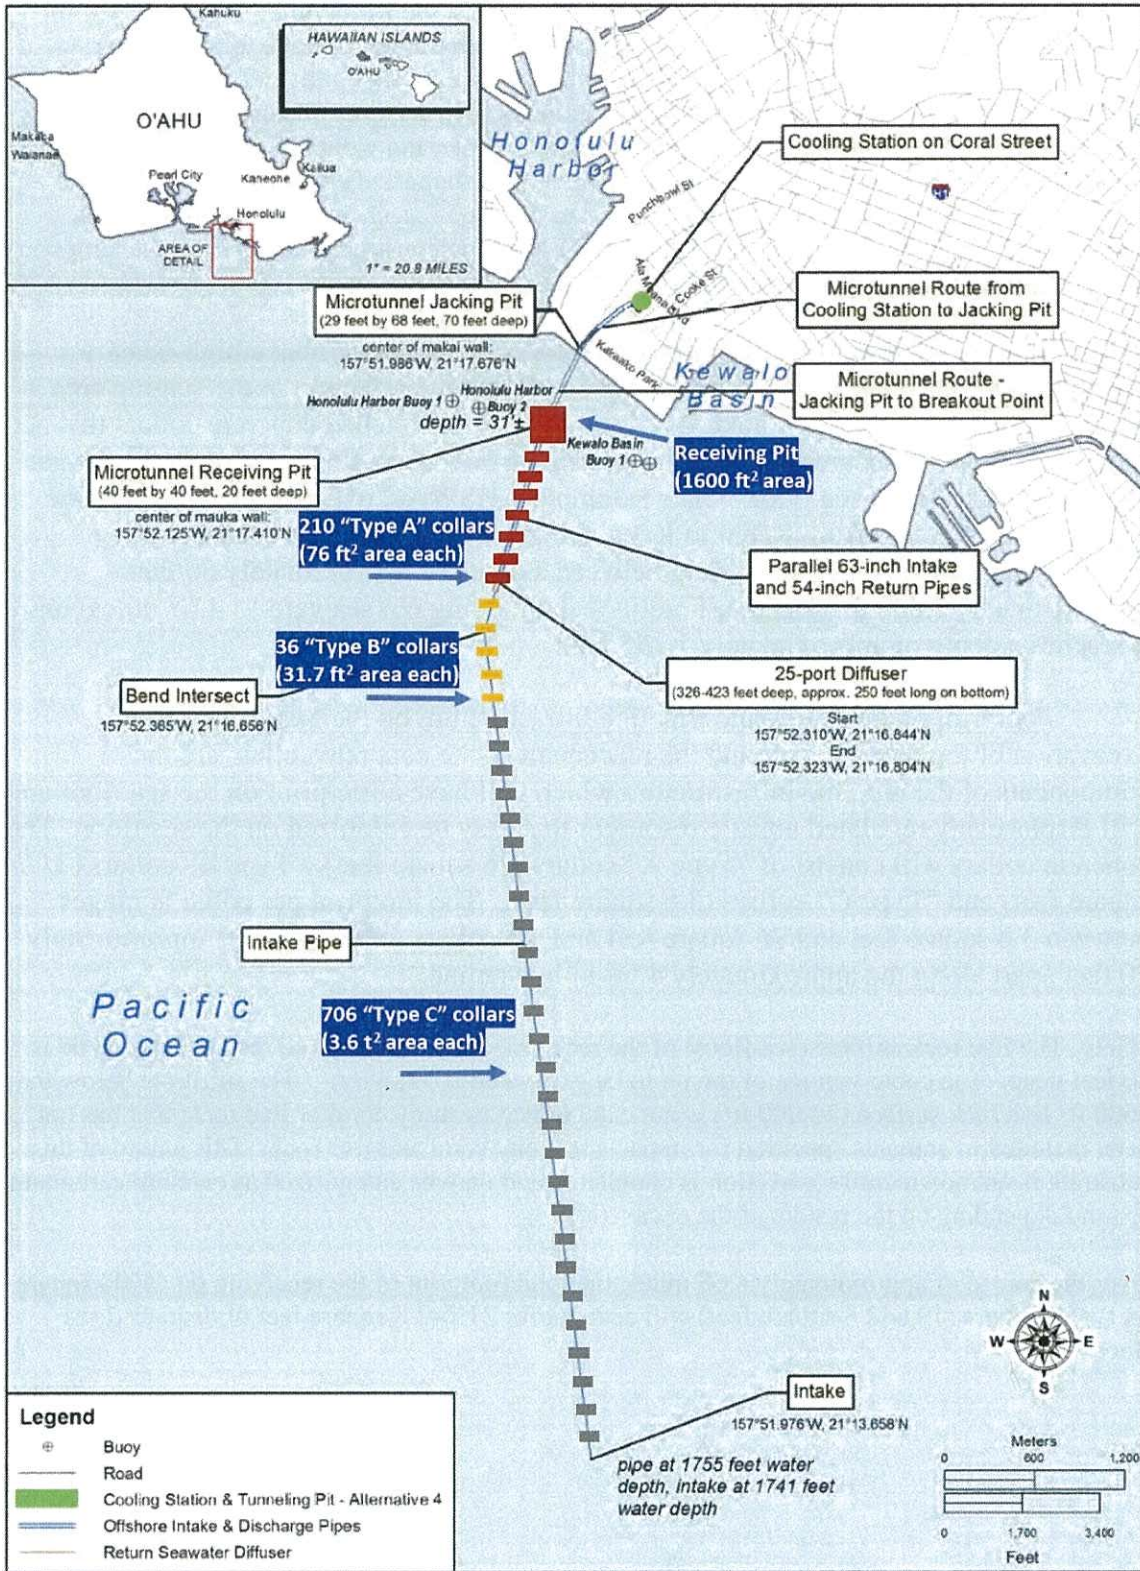 Kahuku
HAWAIIAN ISLANDS
O'AHU
O'AHU
Makaha
Waianae
Pearl City
Kaneohe
Kailua
Honolulu
AREA OF
DETAIL
1" = 20.8 MILES
Honolulu
Harbor
Cooling Station on Coral Street
H1
Punchbowl St
Ala Moana Blvd
Cooke St
Microtunnel Jacking Pit
(29 feet by 68 feet, 70 feet deep)
center of makai wall:
157°51.986'W, 21°17.676'N
Microtunnel Route from
Cooling Station to Jacking Pit
Kakaako Park
Kewalo
Basin
Microtunnel Route -
Jacking Pit to Breakout Point
Honolulu Harbor
Honolulu Harbor Buoy 1
Buoy 2
depth = 31'±
Kewalo Basin
Buoy 1
Receiving Pit
(1600 ft² area)
Microtunnel Receiving Pit
(40 feet by 40 feet, 20 feet deep)
center of mauka wall:
157°52.125'W, 21°17.410'N
210 “Type A” collars
(76 ft² area each)
Parallel 63-inch Intake
and 54-inch Return Pipes
36 “Type B” collars
(31.7 ft² area each)
Bend Intersect
157°52.365'W, 21°16.656'N
25-port Diffuser
(326-423 feet deep, approx. 250 feet long on bottom)
Start
157°52.310'W, 21°16.844'N
End
157°52.323'W, 21°16.804'N
Intake Pipe
Pacific
Ocean
706 “Type C” collars
(3.6 t² area each)
N
W
E
S
Intake
157°51.976'W, 21°13.658'N
pipe at 1755 feet water
depth, intake at 1741 feet
water depth
Meters
0 600 1,200
0 1,700 3,400
Feet
Legend
Buoy
Road
Cooling Station & Tunneling Pit - Alternative 4
Offshore Intake & Discharge Pipes
Return Seawater Diffuser